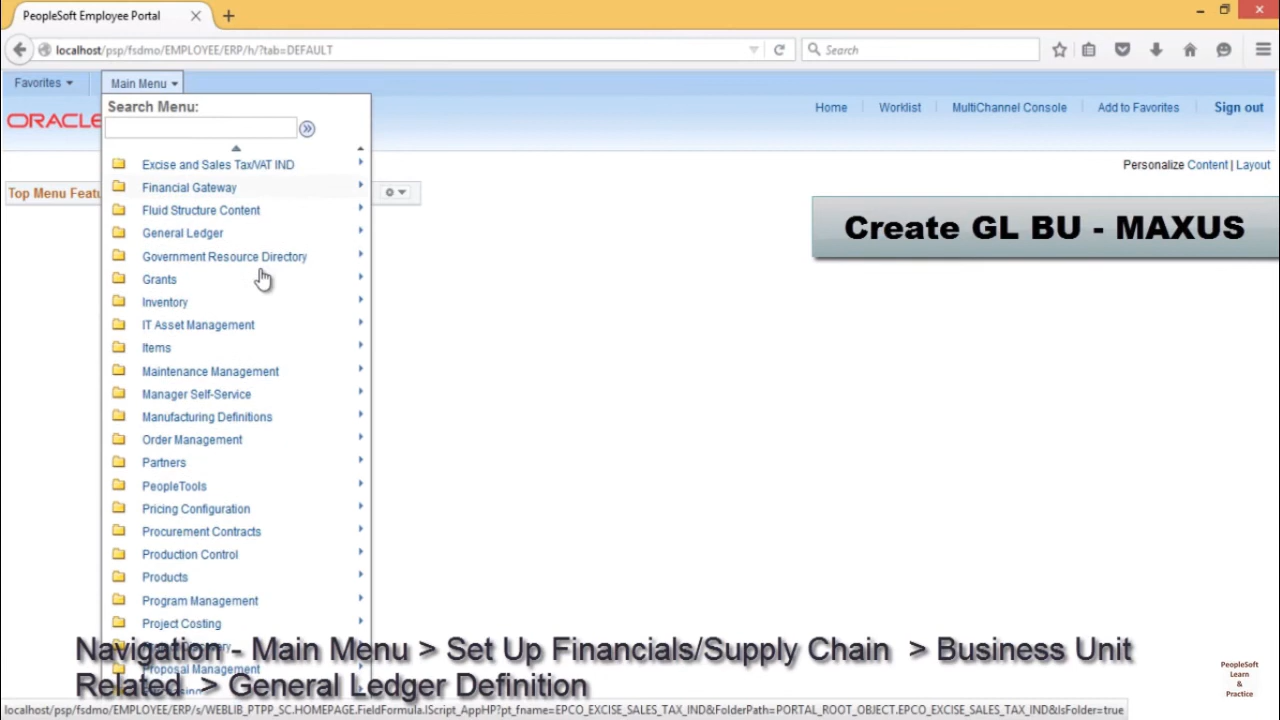 PeopleSoft Employee Portal
localhost/psp/fsdmo/EMPLOYEE/ERP/h/?tab=DEFAULT
Search
Favorites
Main Menu
Search Menu:
Home
Worklist
MultiChannel Console
Add to Favorites
Sign out
ORACLE
Personalize Content | Layout
Top Menu Featu
Create GL BU - MAXUS
Excise and Sales Tax/VAT IND
Financial Gateway
Fluid Structure Content
General Ledger
Government Resource Directory
Grants
Inventory
IT Asset Management
Items
Maintenance Management
Manager Self-Service
Manufacturing Definitions
Order Management
Partners
PeopleTools
Pricing Configuration
Procurement Contracts
Production Control
Products
Program Management
Project Costing
Proposal Management
Navigation - Main Menu > Set Up Financials/Supply Chain > Business Unit
Related > General Ledger Definition
PeopleSoft
Learn
&
Practice
localhost/psp/fsdmo/EMPLOYEE/ERP/s/WEBLIB_PTPP_SC.HOMEPAGE.FieldFormula.IScript_AppHP?pt_fname=EPCO_EXCISE_SALES_TAX_IND&FolderPath=PORTAL_ROOT_OBJECT.EPCO_EXCISE_SALES_TAX_IND&IsFolder=true